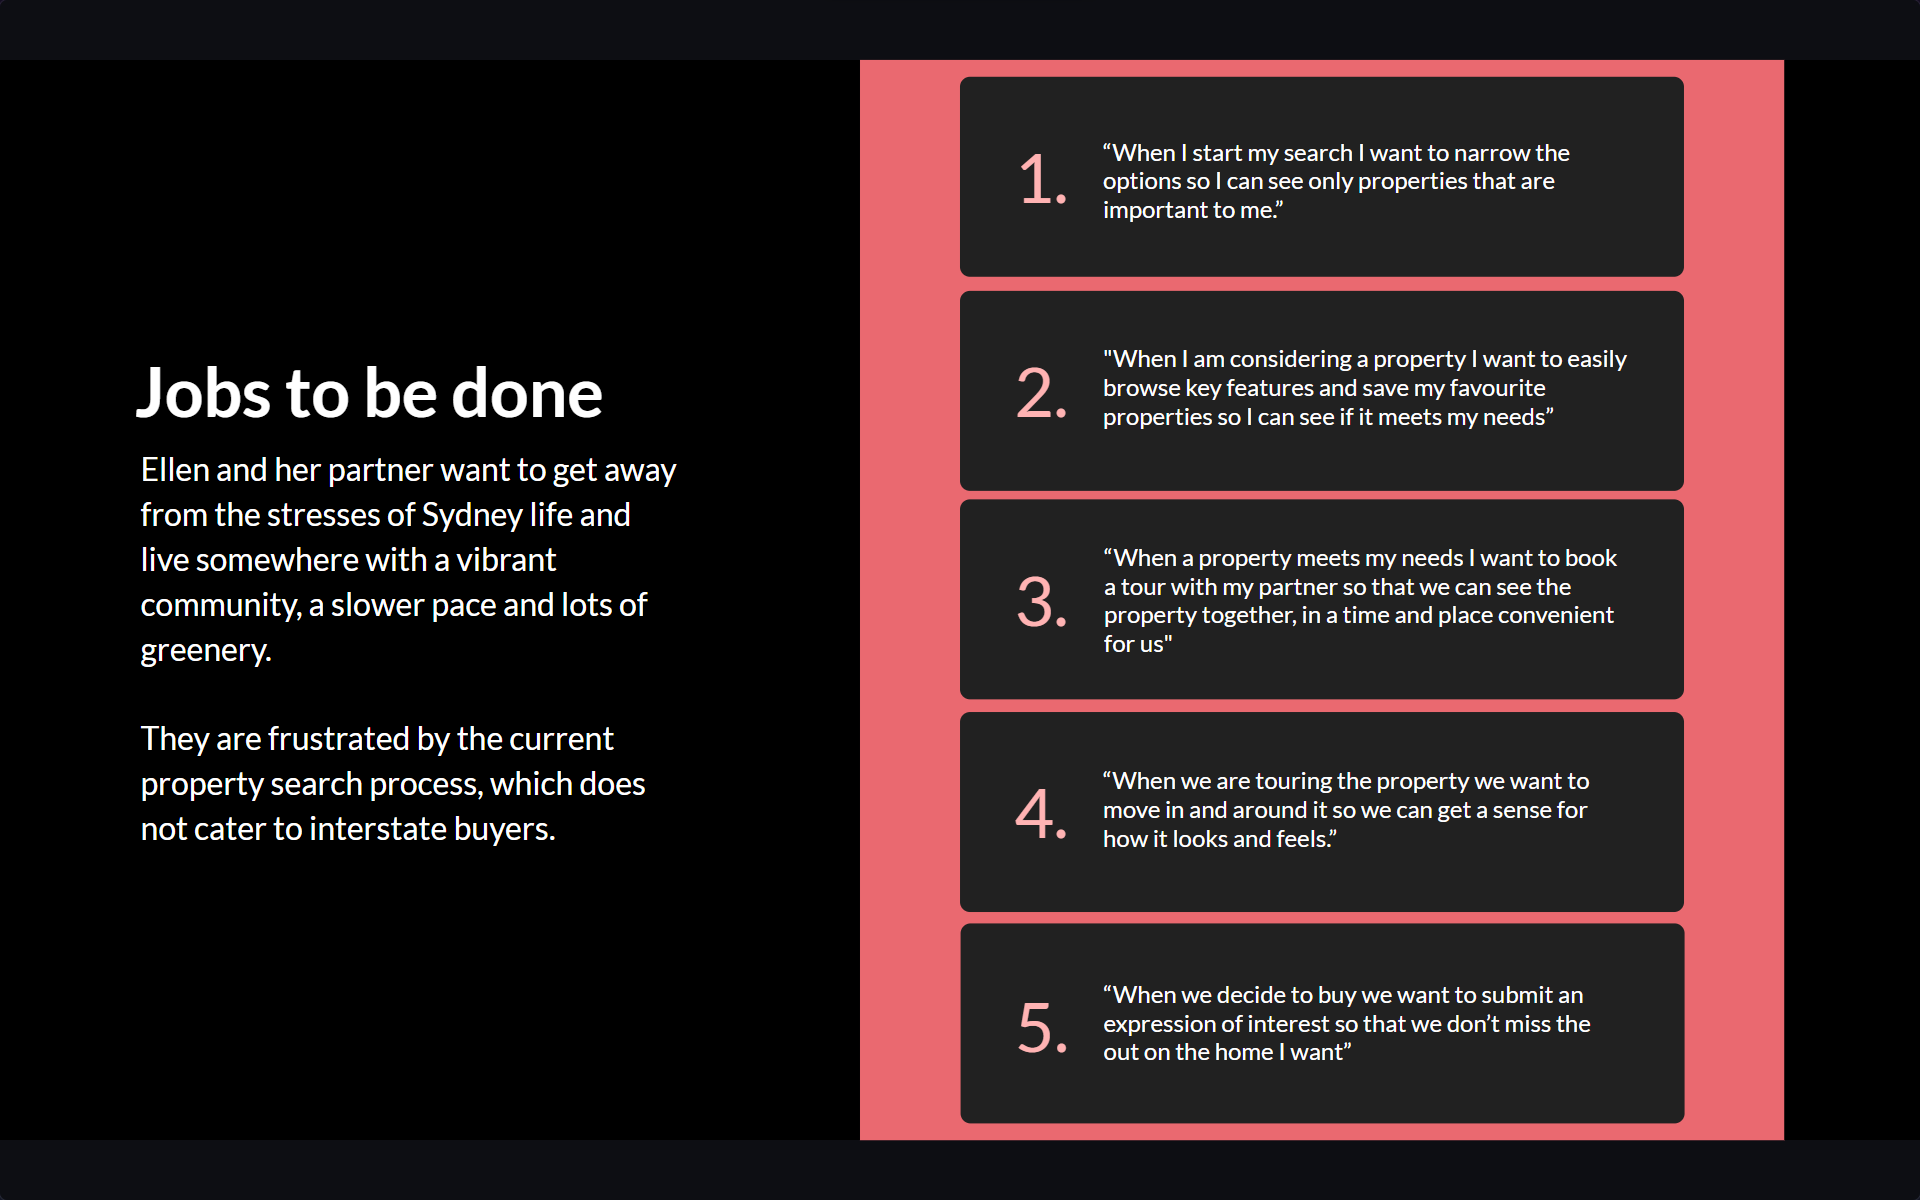 Jobs to be done
Ellen and her partner want to get away
from the stresses of Sydney life and
live somewhere with a vibrant
community, a slower pace and lots of
greenery.
They are frustrated by the current
property search process, which does
not cater to interstate buyers.
1.
“When I start my search I want to narrow the
options so I can see only properties that are
important to me.”
2.
"When I am considering a property I want to easily
browse key features and save my favourite
properties so I can see if it meets my needs”
3.
“When a property meets my needs I want to book
a tour with my partner so that we can see the
property together, in a time and place convenient
for us"
4.
“When we are touring the property we want to
move in and around it so we can get a sense for
how it looks and feels.”
5.
“When we decide to buy we want to submit an
expression of interest so that we don’t miss the
out on the home I want”